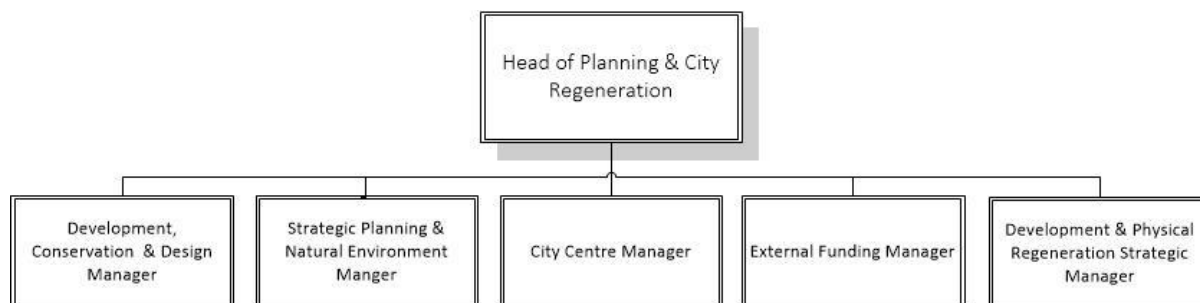 Head of Planning & City
Regeneration
Development,
Conservation & Design
Manager
Strategic Planning &
Natural Environment
Manger
City Centre Manager
External Funding Manager
Development & Physical
Regeneration Strategic
Manager